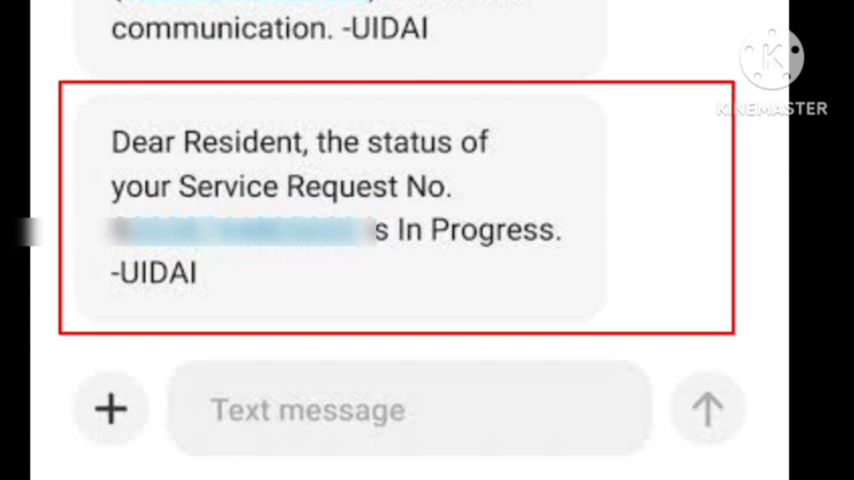 communication. -UIDAI
KINEMASTER
Dear Resident, the status of
your Service Request No.
s In Progress.
-UIDAI
Text message